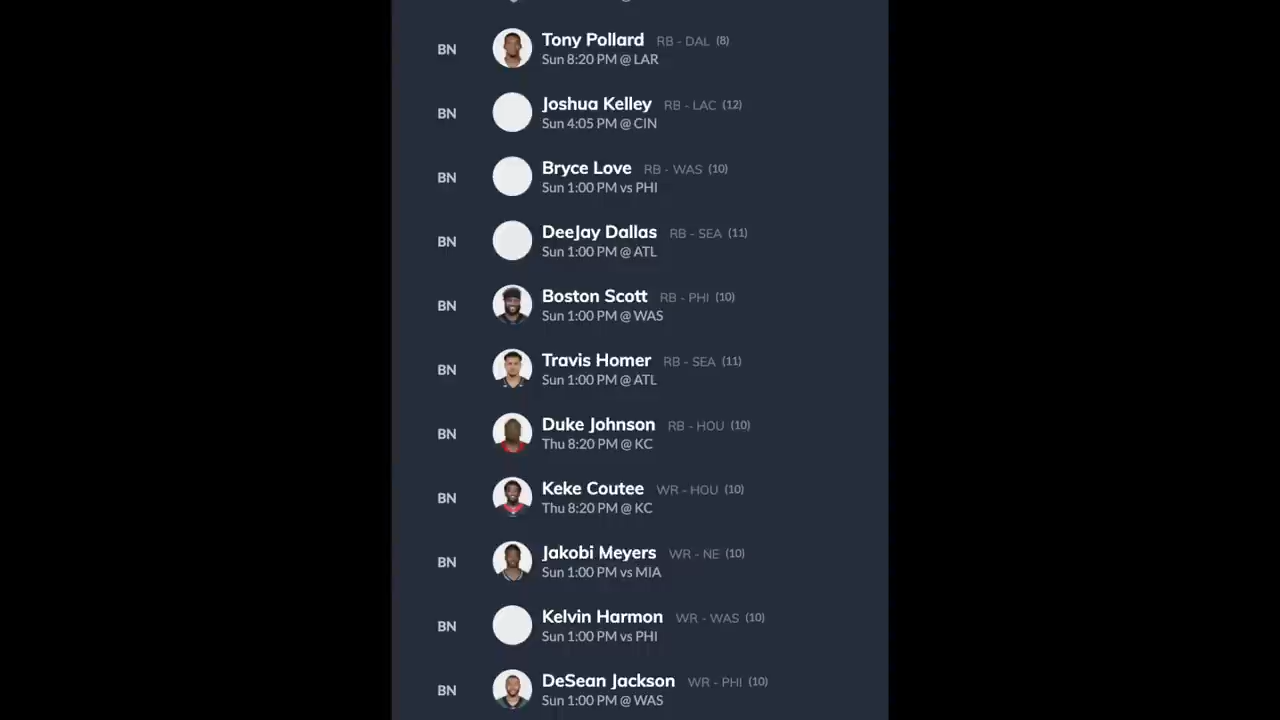 BN Tony Pollard RB - DAL (8)
Sun 8:20 PM @ LAR
BN Joshua Kelley RB - LAC (12)
Sun 4:05 PM @ CIN
BN Bryce Love RB - WAS (10)
Sun 1:00 PM vs PHI
BN DeeJay Dallas RB - SEA (11)
Sun 1:00 PM @ ATL
BN Boston Scott RB - PHI (10)
Sun 1:00 PM @ WAS
BN Travis Homer RB - SEA (11)
Sun 1:00 PM @ ATL
BN Duke Johnson RB - HOU (10)
Thu 8:20 PM @ KC
BN Keke Coutee WR - HOU (10)
Thu 8:20 PM @ KC
BN Jakobi Meyers WR - NE (10)
Sun 1:00 PM vs MIA
BN Kelvin Harmon WR - WAS (10)
Sun 1:00 PM vs PHI
BN DeSean Jackson WR - PHI (10)
Sun 1:00 PM @ WAS